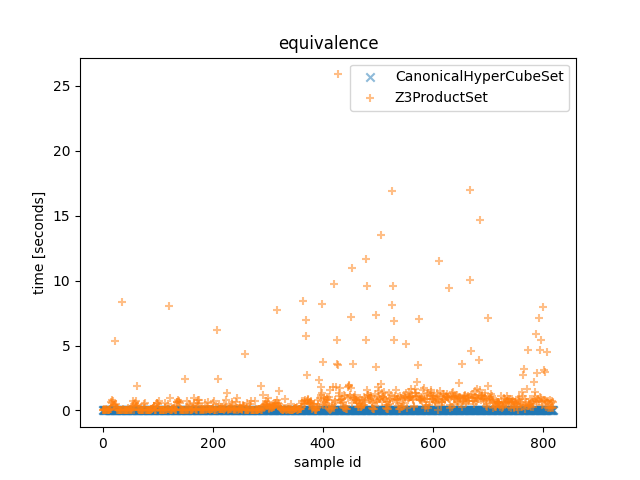 equivalence
CanonicalHyperCubeSet
Z3ProductSet
time [seconds]
25
20
15
10
5
0
0 200 400 600 800
sample id